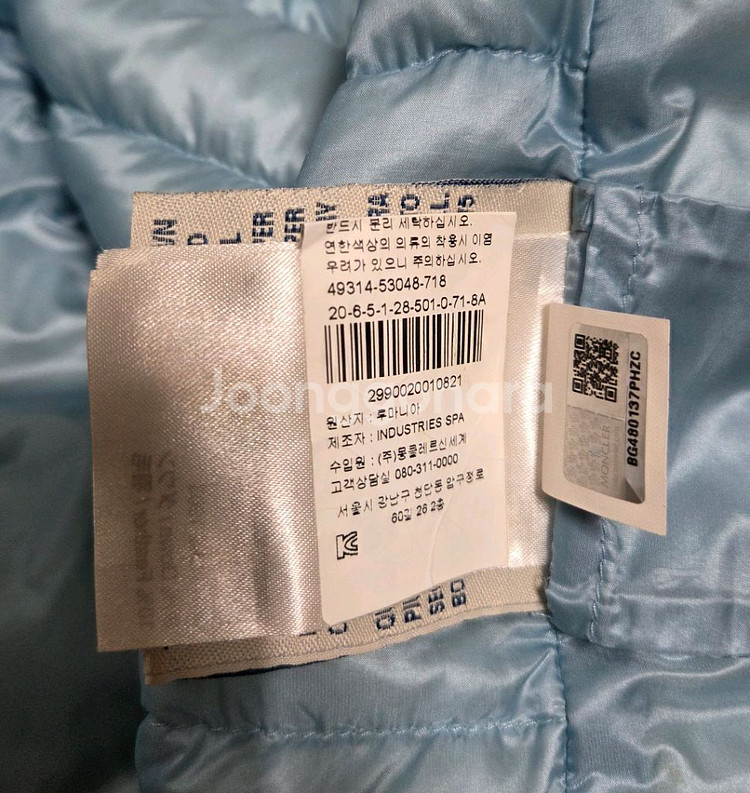 반드시 분리 세탁하십시오.
연한색상의 의류의 착용시 이염
우려가 있으니 주의하십시오.
49314-53048-718
20-6-5-1-28-501-0-71-8A
2990020010821
원산지 : 루마니아
제조자 : INDUSTRIES SPA
수입원 : (주)몽클레르신세계
고객상담실 080-311-0000
서울시 강남구 청담동 압구정로
60길 26 2층
Joonggonara
MONCLER
BG480137PHZC